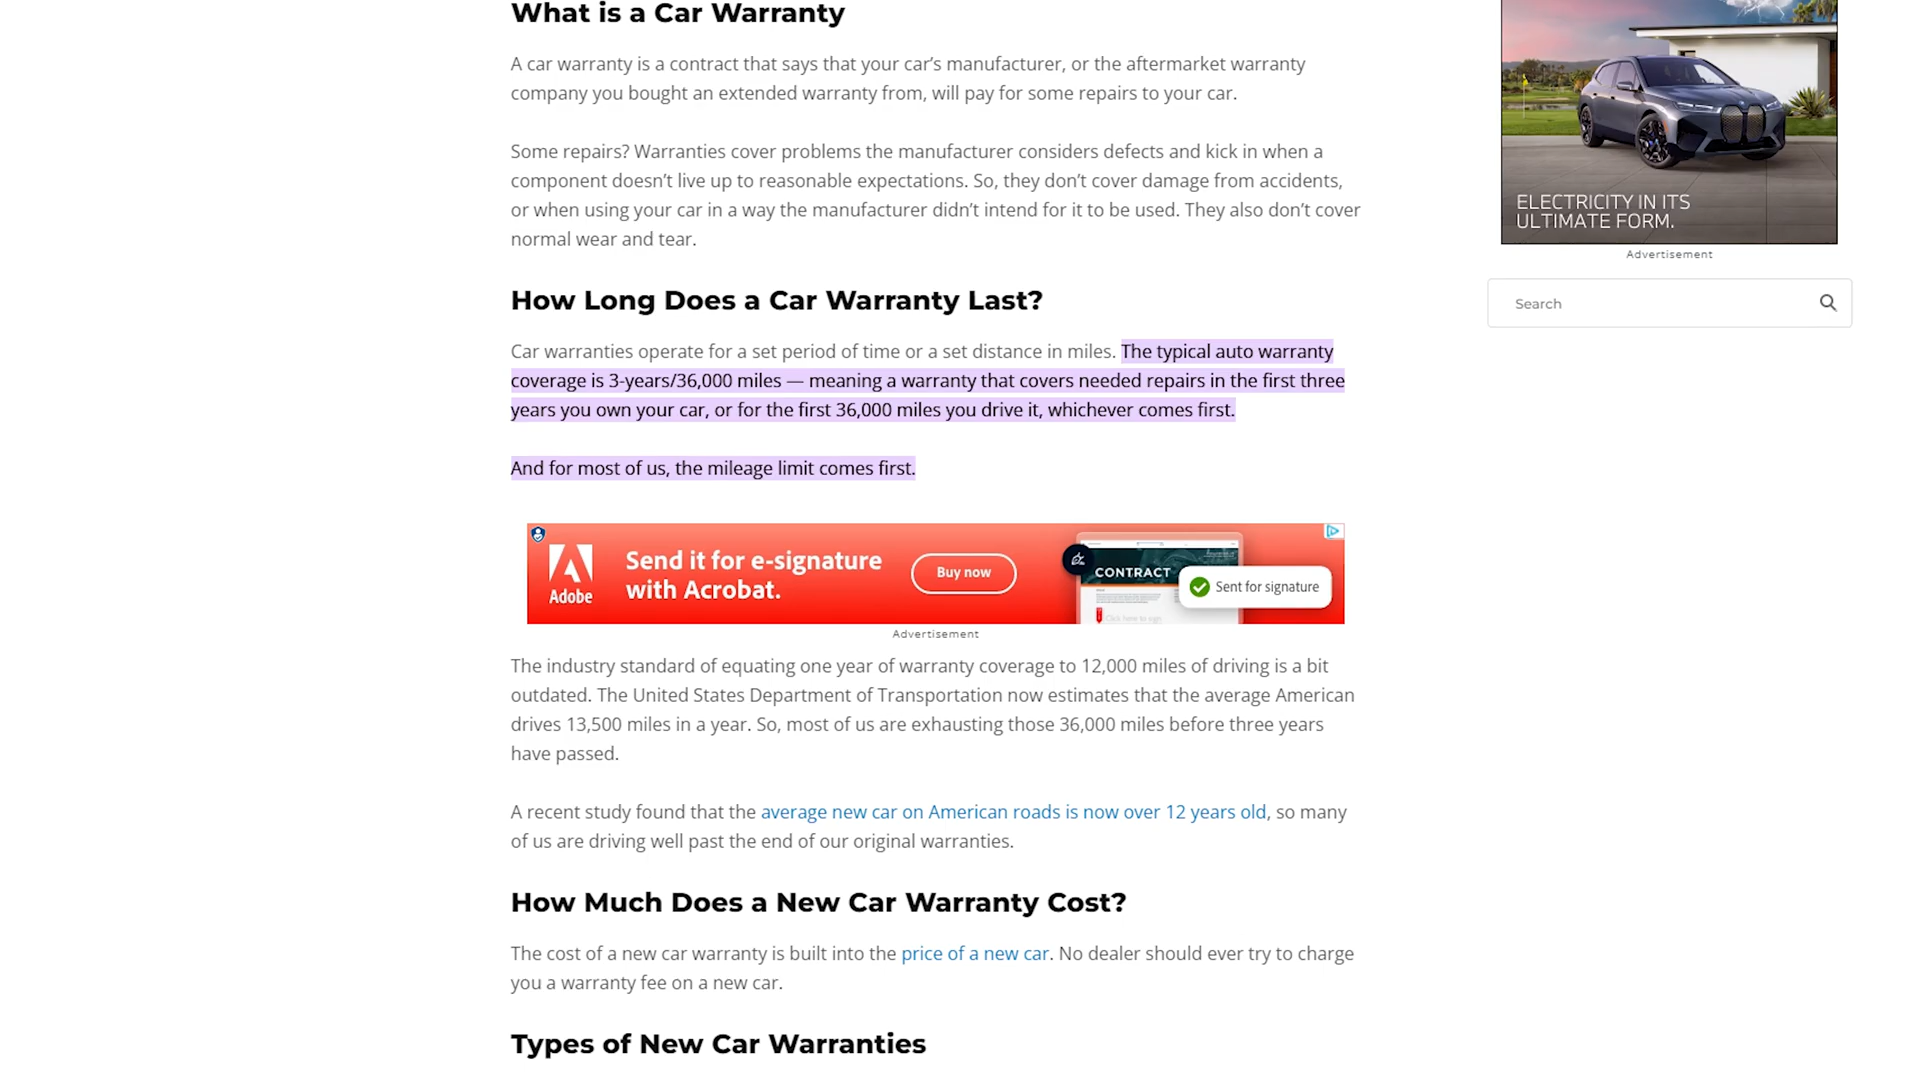 What is a Car Warranty
A car warranty is a contract that says that your car’s manufacturer, or the aftermarket warranty
company you bought an extended warranty from, will pay for some repairs to your car.
Some repairs? Warranties cover problems the manufacturer considers defects and kick in when a
component doesn’t live up to reasonable expectations. So, they don’t cover damage from accidents,
or when using your car in a way the manufacturer didn’t intend for it to be used. They also don’t cover
normal wear and tear.
How Long Does a Car Warranty Last?
Car warranties operate for a set period of time or a set distance in miles. The typical auto warranty
coverage is 3-years/36,000 miles — meaning a warranty that covers needed repairs in the first three
years you own your car, or for the first 36,000 miles you drive it, whichever comes first.
And for most of us, the mileage limit comes first.
Adobe
Send it for e-signature
with Acrobat.
Buy now
CONTRACT
Sent for signature
Click here to sign
Advertisement
The industry standard of equating one year of warranty coverage to 12,000 miles of driving is a bit
outdated. The United States Department of Transportation now estimates that the average American
drives 13,500 miles in a year. So, most of us are exhausting those 36,000 miles before three years
have passed.
A recent study found that the average new car on American roads is now over 12 years old, so many
of us are driving well past the end of our original warranties.
How Much Does a New Car Warranty Cost?
The cost of a new car warranty is built into the price of a new car. No dealer should ever try to charge
you a warranty fee on a new car.
Types of New Car Warranties
ELECTRICITY IN ITS
ULTIMATE FORM.
Advertisement
Search